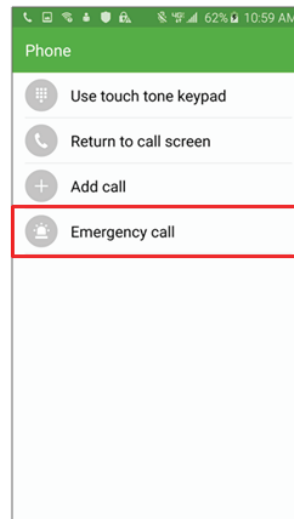 62% 10:59 AM
Phone
Use touch tone keypad
Return to call screen
Add call
Emergency call